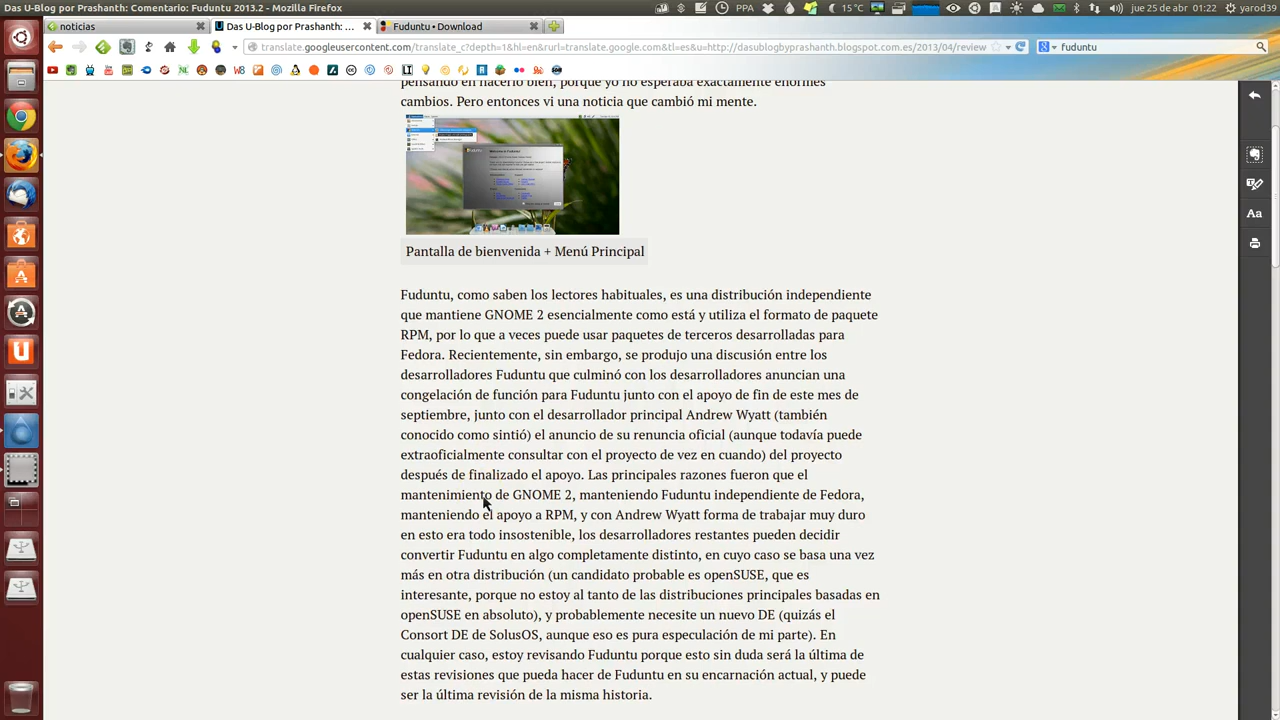 Das U-Blog por Prashanth: Comentario: Fuduntu 2013.2 - Mozilla Firefox
PPA
15°C
jue 25 de abr 01:22
yarod39
noticias
Das U-Blog por Prashanth: ...
Fuduntu • Download
translate.googleusercontent.com/translate_c?depth=1&hl=en&rurl=translate.google.com&tl=es&u=http://dasublogbyprashanth.blogspot.com.es/2013/04/review
fuduntu
pensando en hacerlo bien, porque yo no esperaba exactamente enormes
cambios. Pero entonces vi una noticia que cambió mi mente.
Pantalla de bienvenida + Menú Principal
Fuduntu, como saben los lectores habituales, es una distribución independiente
que mantiene GNOME 2 esencialmente como está y utiliza el formato de paquete
RPM, por lo que a veces puede usar paquetes de terceros desarrolladas para
Fedora. Recientemente, sin embargo, se produjo una discusión entre los
desarrolladores Fuduntu que culminó con los desarrolladores anuncian una
congelación de función para Fuduntu junto con el apoyo de fin de este mes de
septiembre, junto con el desarrollador principal Andrew Wyatt (también
conocido como sintió) el anuncio de su renuncia oficial (aunque todavía puede
extraoficialmente consultar con el proyecto de vez en cuando) del proyecto
después de finalizado el apoyo. Las principales razones fueron que el
mantenimiento de GNOME 2, manteniendo Fuduntu independiente de Fedora,
manteniendo el apoyo a RPM, y con Andrew Wyatt forma de trabajar muy duro
en esto era todo insostenible, los desarrolladores restantes pueden decidir
convertir Fuduntu en algo completamente distinto, en cuyo caso se basa una vez
más en otra distribución (un candidato probable es openSUSE, que es
interesante, porque no estoy al tanto de las distribuciones principales basadas en
openSUSE en absoluto), y probablemente necesite un nuevo DE (quizás el
Consort DE de SolusOS, aunque eso es pura especulación de mi parte). En
cualquier caso, estoy revisando Fuduntu porque esto sin duda será la última de
estas revisiones que pueda hacer de Fuduntu en su encarnación actual, y puede
ser la última revisión de la misma historia.
Aa